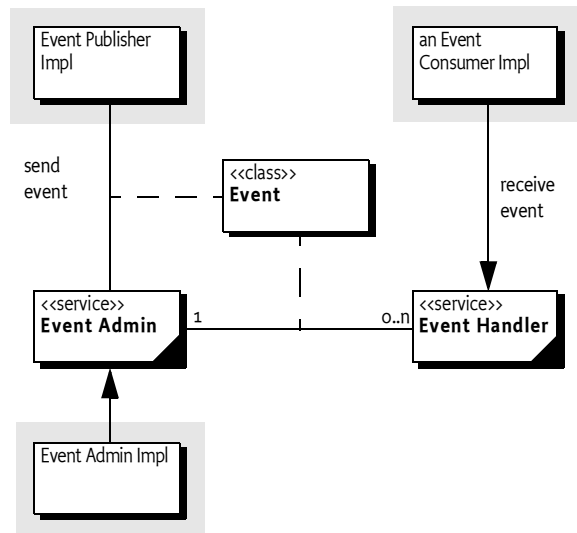 Event Publisher
Impl
an Event
Consumer Impl
send
event
<<class>>
Event
receive
event
<<service>>
Event Admin
1
0..n
<<service>>
Event Handler
Event Admin Impl